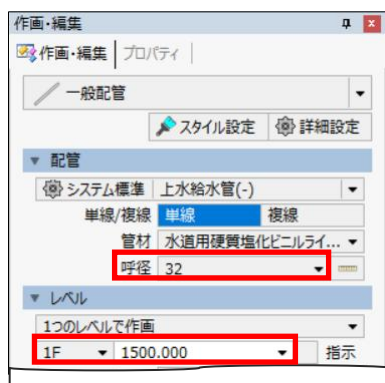 作画・編集
作画・編集 プロパティ
一般配管
スタイル設定 詳細設定
配管
システム標準 上水給水管(-)
単線/複線 単線 複線
管材 水道用硬質塩化ビニルライ...
呼径 32
レベル
1つのレベルで作画
1F 1500.000 指示